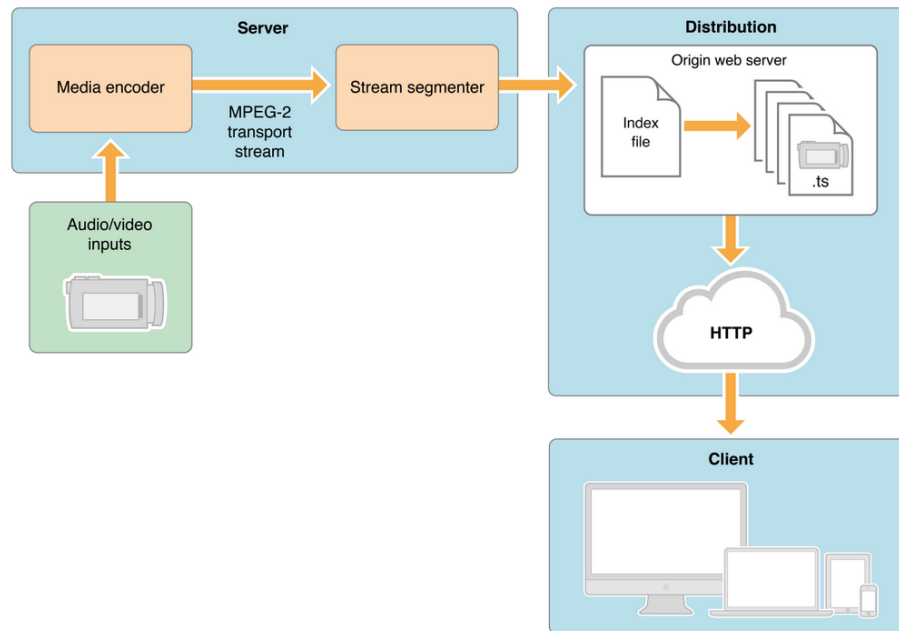 Server
Media encoder
MPEG-2
transport
stream
Stream segmenter
Audio/video
inputs
Distribution
Origin web server
Index
file
.ts
HTTP
Client